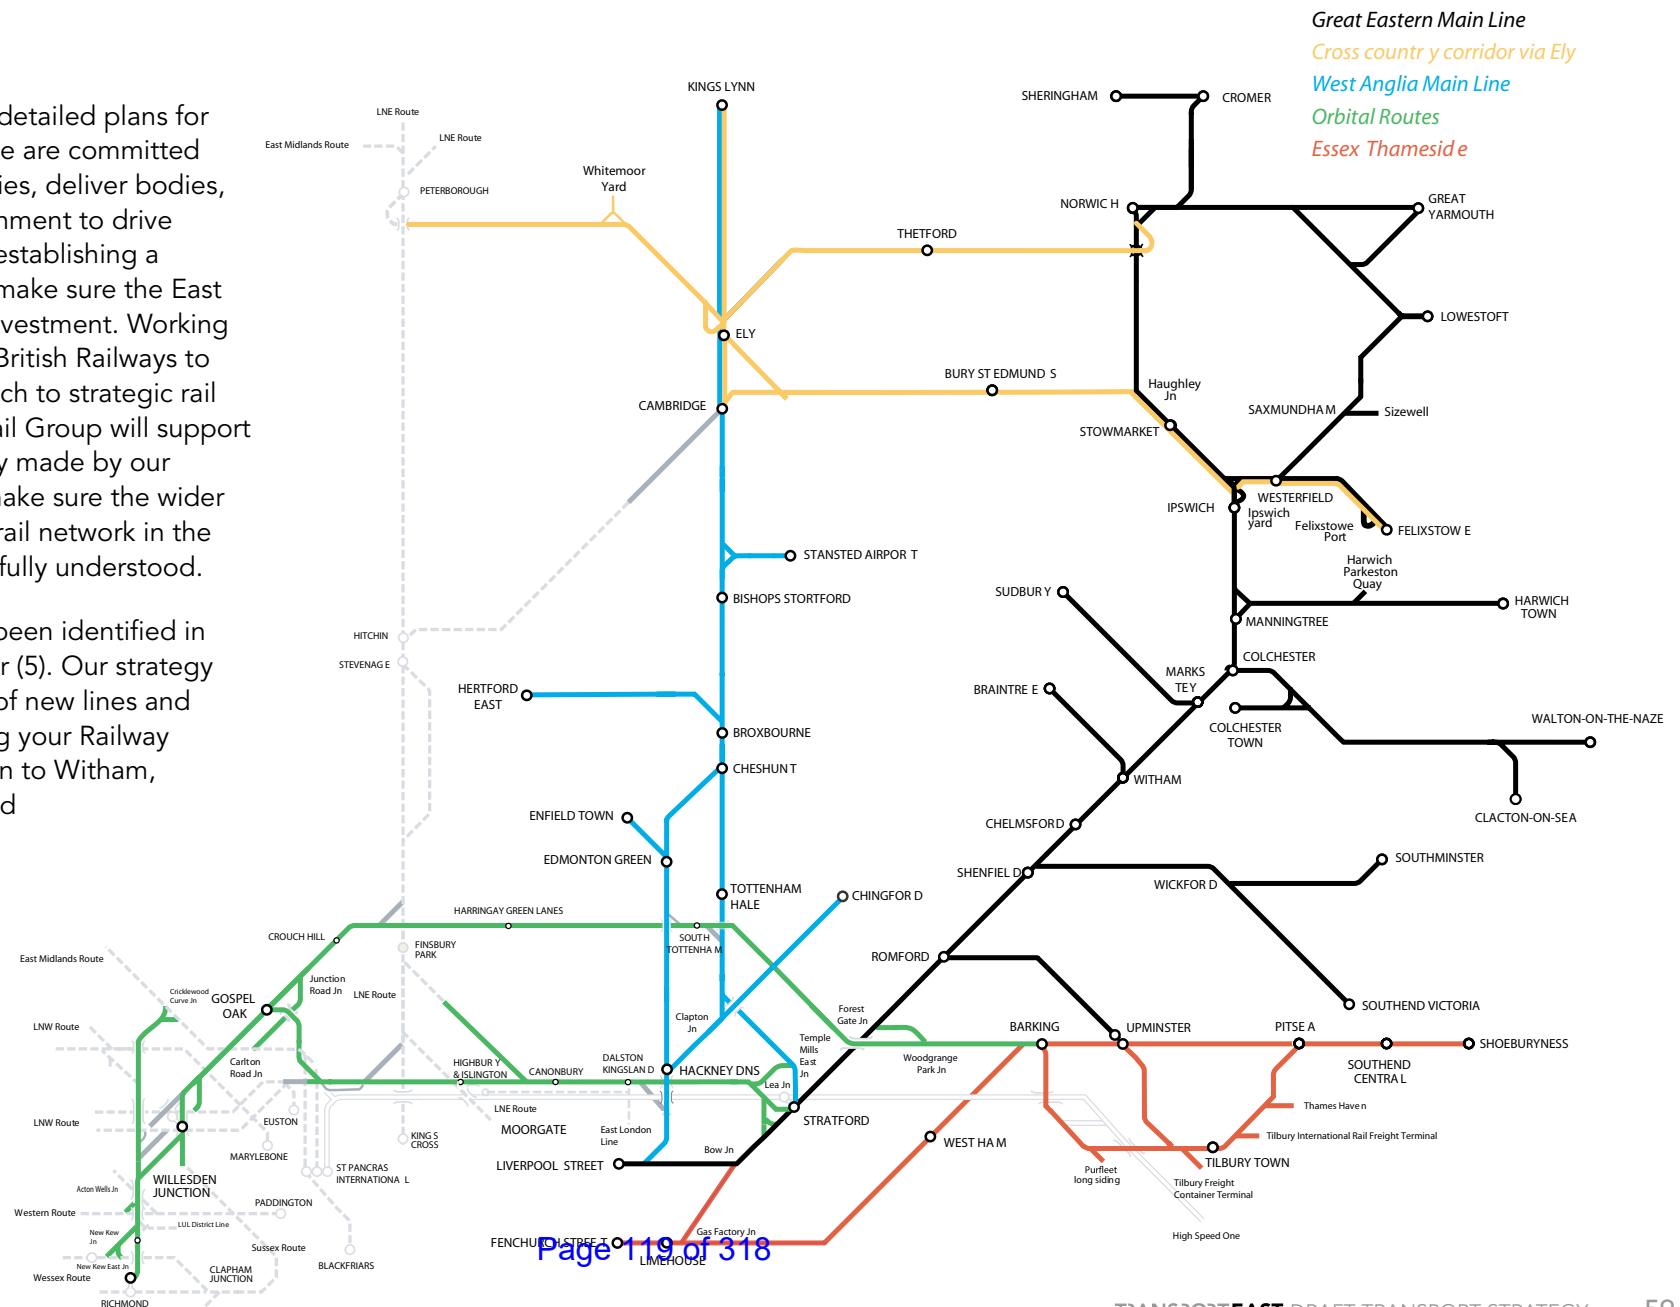 Great Eastern Main Line
Cross country corridor via Ely
West Anglia Main Line
Orbital Routes
Essex Thameside
detailed plans for
e are committed
ies, deliver bodies,
nment to drive
establishing a
make sure the East
vestment. Working
British Railways to
ch to strategic rail
ail Group will support
y made by our
make sure the wider
rail network in the
fully understood.
been identified in
r (5). Our strategy
of new lines and
g your Railway
n to Witham,
d
LNE Route
East Midlands Route
LNE Route
PETERBOROUGH
Whitemoor
Yard
KINGS LYNN
SHERINGHAM
CROMER
NORWICH
GREAT
YARMOUTH
THETFORD
LOWESTOFT
ELY
BURY ST EDMUNDS
Haughley
Jn
CAMBRIDGE
STOWMARKET
SAXMUNDHAM
Sizewell
IPSWICH
Ipswich
yard
WESTERFIELD
Felixstowe
Port
FELIXSTOWE
STANSTED AIRPORT
Harwich
Parkeston
Quay
BISHOPS STORTFORD
SUDBURY
HARWICH
TOWN
MANNINGTREE
HITCHIN
STEVENAGE
COLCHESTER
MARKS
TEY
HERTFORD
EAST
BRAINTREE
COLCHESTER
TOWN
WALTON-ON-THE-NAZE
BROXBOURNE
CHESHUNT
WITHAM
CLACTON-ON-SEA
ENFIELD TOWN
CHELMSFORD
EDMONTON GREEN
SHENFIELD
SOUTHMINSTER
WICKFORD
TOTTENHAM
HALE
CHINGFORD
HARRINGAY GREEN LANES
CROUCH HILL
FINSBURY
PARK
SOUTH
TOTTENHAM
ROMFORD
East Midlands Route
Junction
Road Jn
LNE Route
Cricklewood
Curve Jn
GOSPEL
OAK
SOUTHEND VICTORIA
LNW Route
Clapton
Jn
Forest
Gate Jn
BARKING
UPMINSTER
PITSEA
SHOEBURYNESS
Temple
Mills
East
Jn
Woodgrange
Park Jn
SOUTHEND
CENTRAL
Carlton
Road Jn
HIGHBURY
& ISLINGTON
CANONBURY
DALSTON
KINGSLAND
HACKNEY DNS
Lea Jn
LNE Route
Thames Haven
LNW Route
EUSTON
MOORGATE
East London
Line
STRATFORD
Tilbury International Rail Freight Terminal
KINGS
CROSS
WEST HAM
MARYLEBONE
Bow Jn
LIVERPOOL STREET
TILBURY TOWN
ST PANCRAS
INTERNATIONAL
Purfleet
long siding
WILLESDEN
JUNCTION
Acton Wells Jn
Tilbury Freight
Container Terminal
PADDINGTON
Western Route
LUL District Line
High Speed One
New Kew
Jn
Gas Factory Jn
FENCHURCH STREET
LIMEHOUSE
Page 119 of 318
Sussex Route
New Kew East Jn
BLACKFRIARS
Wessex Route
CLAPHAM
JUNCTION
RICHMOND
TRANSPORT EAST DRAFT TRANSPORT STRATEGY